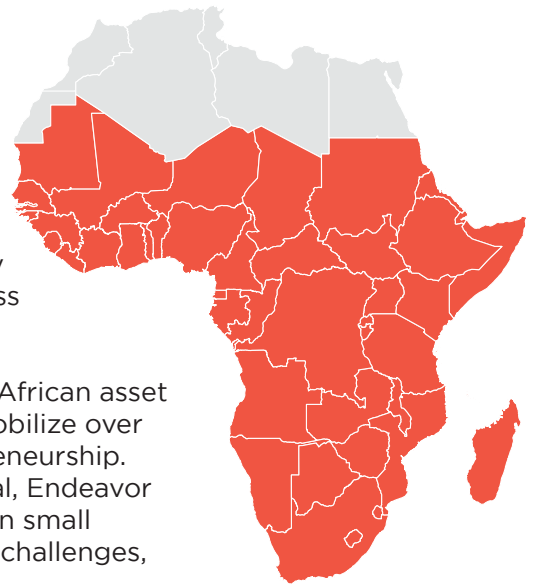 ss
African asset
obilize over
eneurship.
al, Endeavor
n small
challenges,